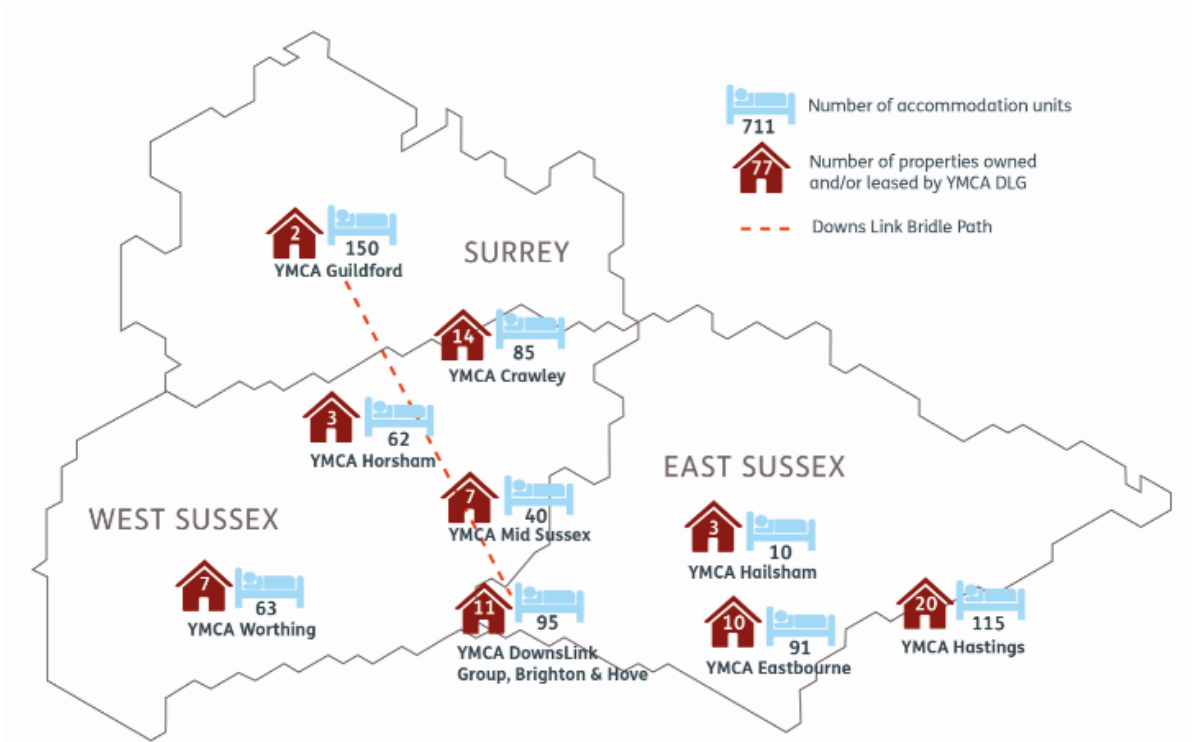 Number of accommodation units
711
77
Number of properties owned
and/or leased by YMCA DLG
Downs Link Bridle Path
2
150
YMCA Guildford
SURREY
14
85
YMCA Crawley
3
62
YMCA Horsham
EAST SUSSEX
WEST SUSSEX
7
40
YMCA Mid Sussex
3
10
YMCA Hailsham
7
63
YMCA Worthing
11
95
YMCA DownsLink
Group, Brighton & Hove
10
91
YMCA Eastbourne
20
115
YMCA Hastings